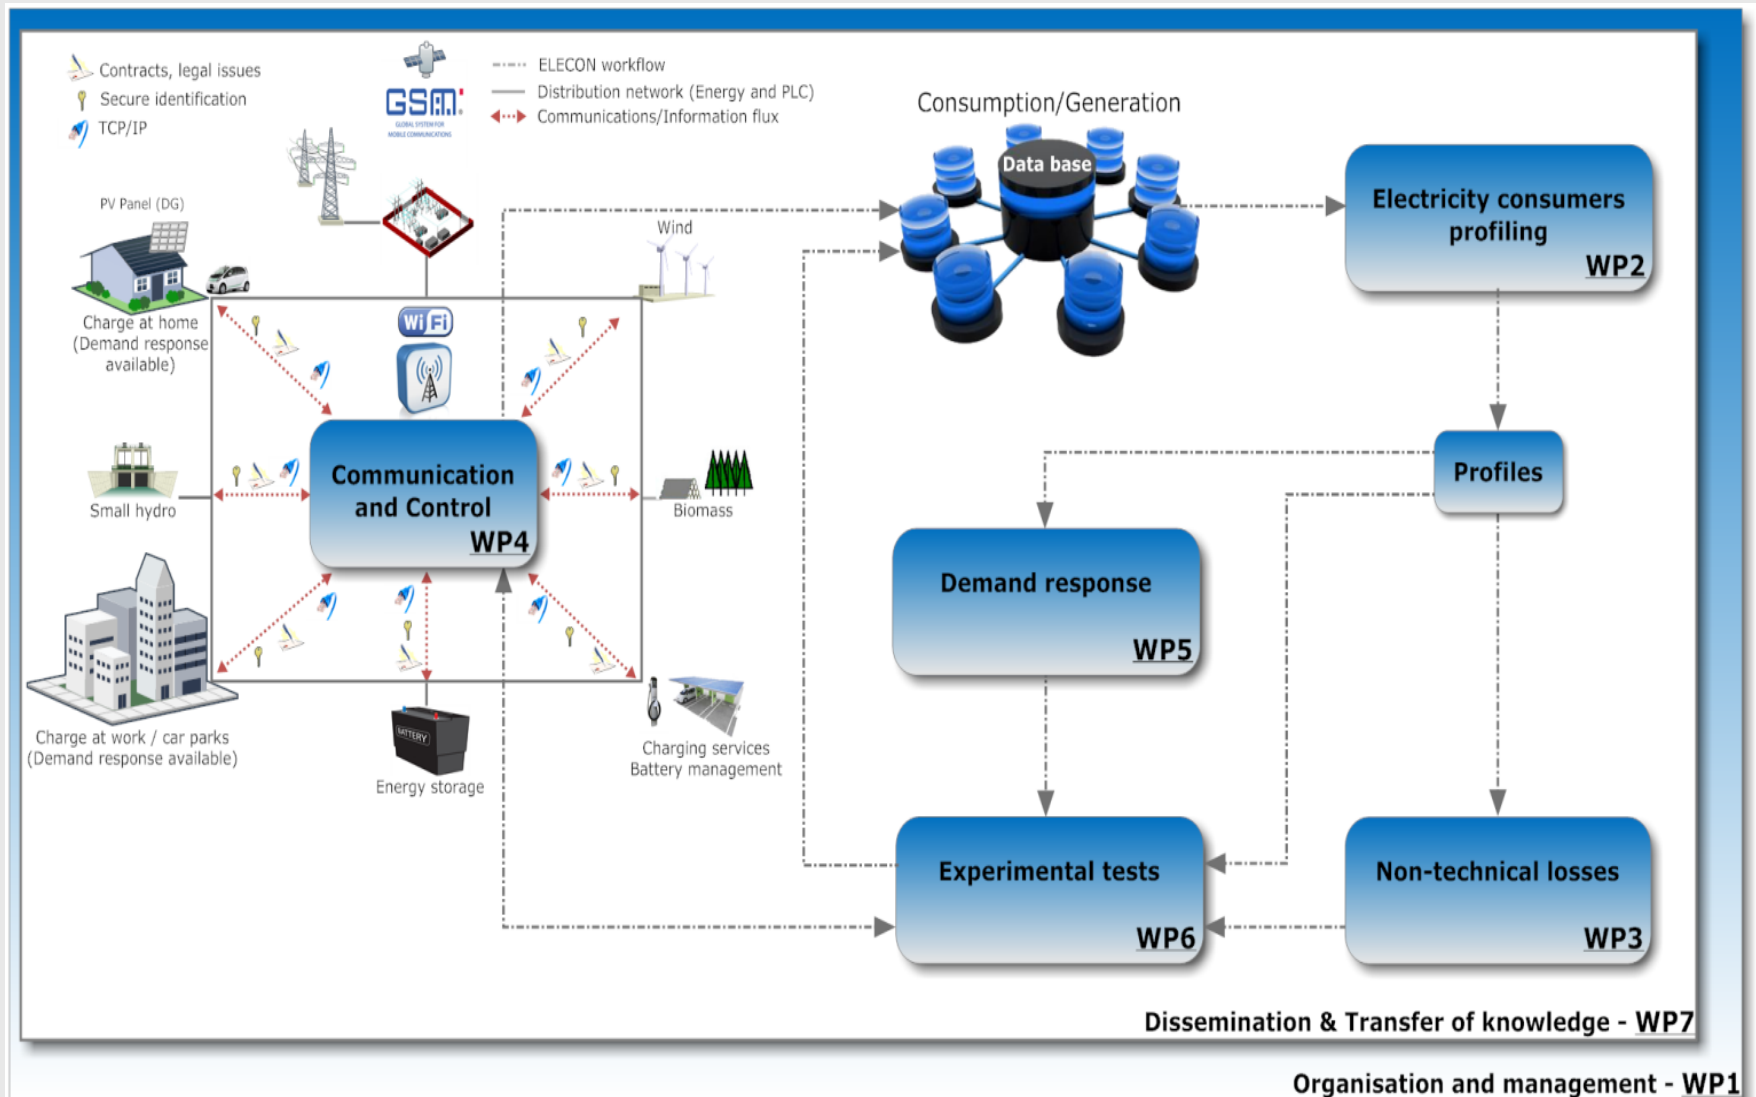 Contracts, legal issues
Secure identification
TCP/IP
GSM
GLOBAL SYSTEM FOR
MOBILE COMMUNICATIONS
ELECON workflow
Distribution network (Energy and PLC)
Communications/Information flux
Consumption/Generation
Data base
Electricity consumers
profiling
WP2
PV Panel (DG)
Wind
Charge at home
(Demand response
available)
Wi Fi
Communication
and Control
WP4
Small hydro
Biomass
Profiles
Demand response
WP5
Charge at work / car parks
(Demand response available)
BATTERY
Energy storage
Charging services
Battery management
Experimental tests
WP6
Non-technical losses
WP3
Dissemination & Transfer of knowledge - WP7
Organisation and management - WP1